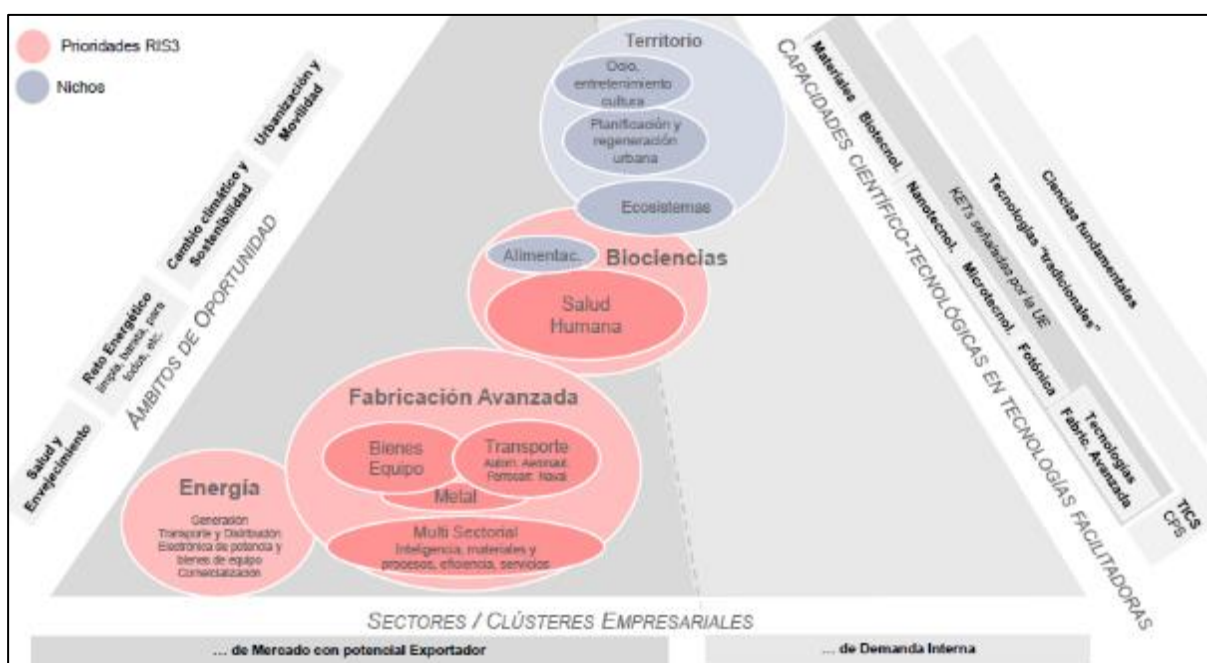 Prioridades RIS3
Nichos
Urbanización y
Movilidad
Cambio climático y
Sostenibilidad
Reto Energético
limpia, barata, para
todos, etc.
Salud y
Envejecimiento
ÁMBITOS DE OPORTUNIDAD
Territorio
Ocio,
entretenimiento
cultura
Planificación y
regeneración
urbana
Ecosistemas
Alimentac.
Biociencias
Salud
Humana
Fabricación Avanzada
Bienes
Equipo
Transporte
Autom. Aeronaut.
Ferrocarr. Naval
Metal
Multi Sectorial
Inteligencia, materiales y
procesos, eficiencia, servicios
Energía
Generación
Transporte y Distribución
Electrónica de potencia y
bienes de equipo
Comercialización
CAPACIDADES CIENTÍFICO-TECNOLÓGICAS EN TECNOLOGÍAS FACILITADORAS
Materiales
Biotecnol.
Nanotecnol.
Microtecnol.
Fotónica
Tecnologías
Fabric. Avanzada
KETs señaladas por la UE
Tecnologías "tradicionales"
Ciencias fundamentales
TICS
CPS
SECTORES / CLÚSTERES EMPRESARIALES
... de Mercado con potencial Exportador
... de Demanda Interna